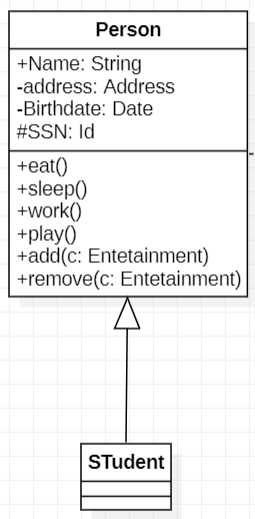 Person
+Name: String
-address: Address
-Birthdate: Date
#SSN: Id
+eat()
+sleep()
+work()
+play()
+add(c: Entetainment)
+remove(c: Entetainment)
STudent